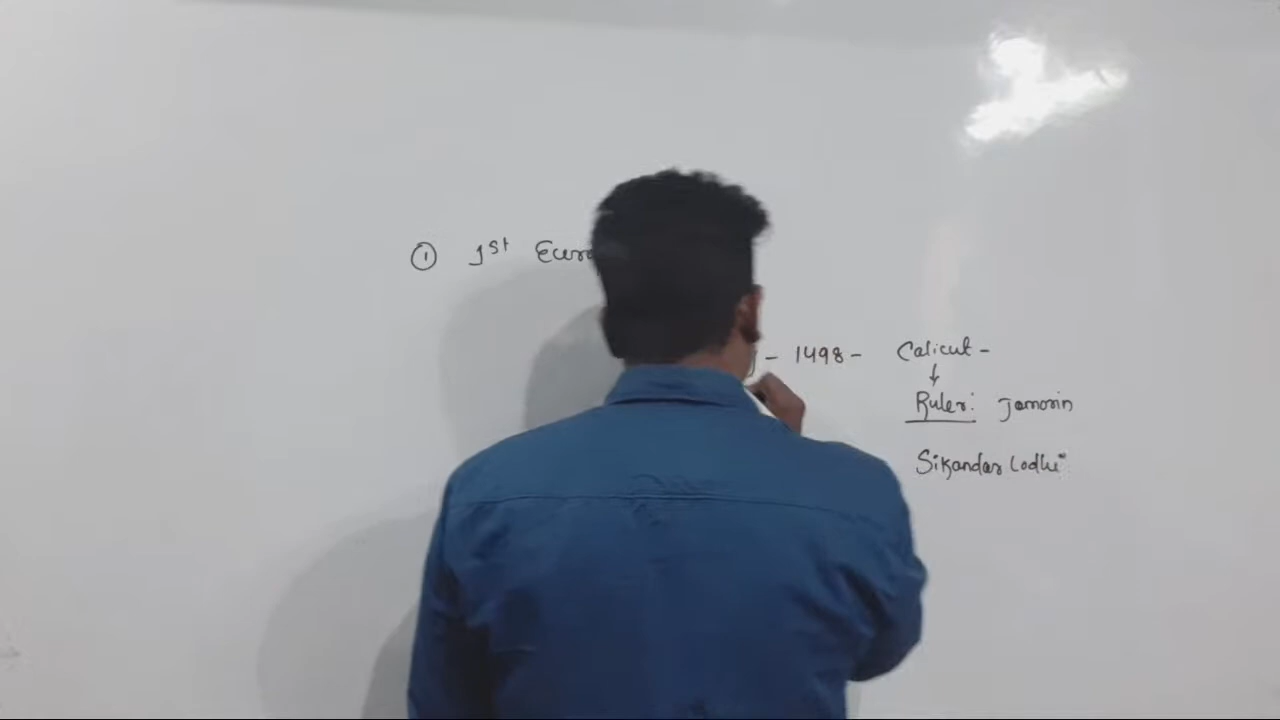 ① 1st Euro
- 1498 - Calicut -
↓
Ruler: Jamorin
Sikandar Lodhi